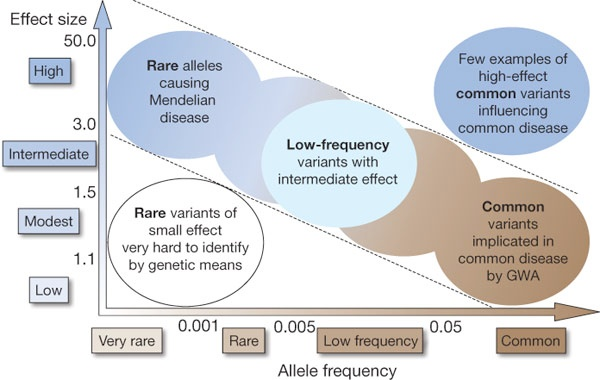 Effect size
50.0
High
3.0
Intermediate
1.5
Modest
1.1
Low
Rare alleles
causing
Mendelian
disease
Few examples of
high-effect
common variants
influencing
common disease
Low-frequency
variants with
intermediate effect
Rare variants of
small effect
very hard to identify
by genetic means
Common
variants
implicated in
common disease
by GWA
0.001
0.005
0.05
Very rare
Rare
Low frequency
Common
Allele frequency